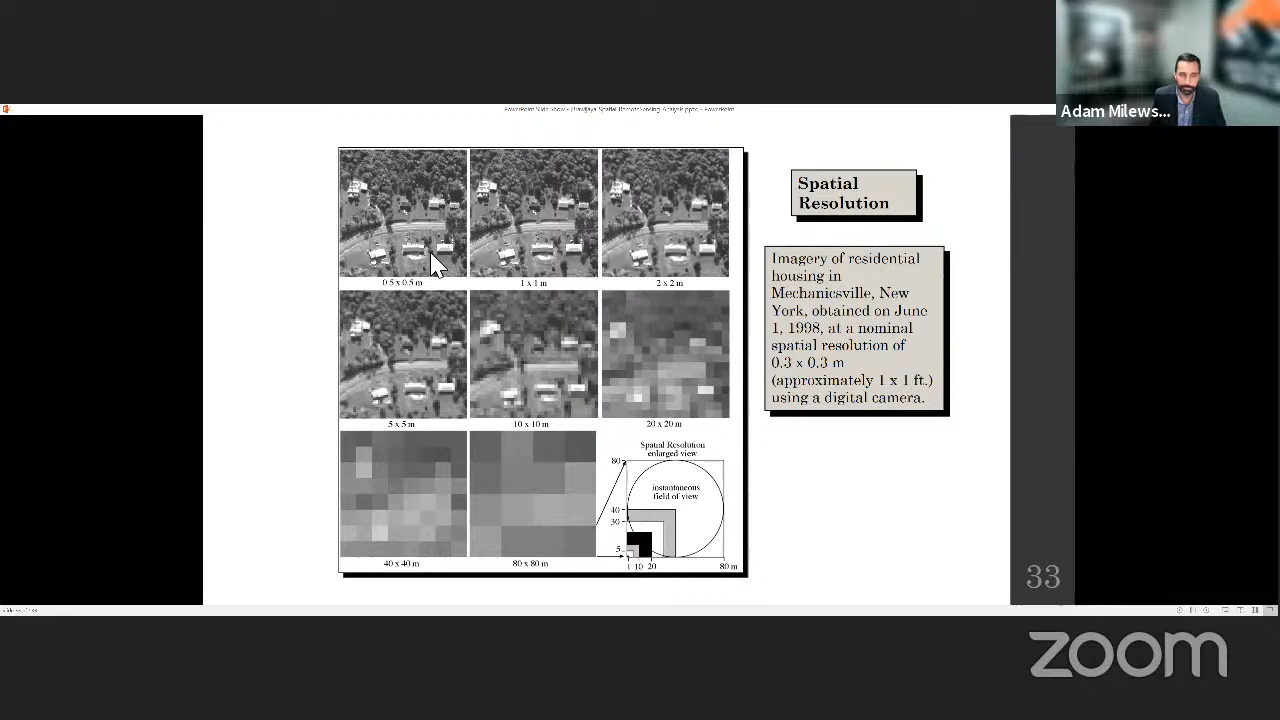 Adam Milews...
Spatial
Resolution
Imagery of residential
housing in
Mechanicsville, New
York, obtained on June
1, 1998, at a nominal
spatial resolution of
0.3 x 0.3 m
(approximately 1 x 1 ft.)
using a digital camera.
0.5 x 0.5 m
1 x 1 m
2 x 2 m
5 x 5 m
10 x 10 m
20 x 20 m
40 x 40 m
80 x 80 m
Spatial Resolution
enlarged view
80
instantaneous
field of view
40
30
5
1 10 20
80 m
33
zoom